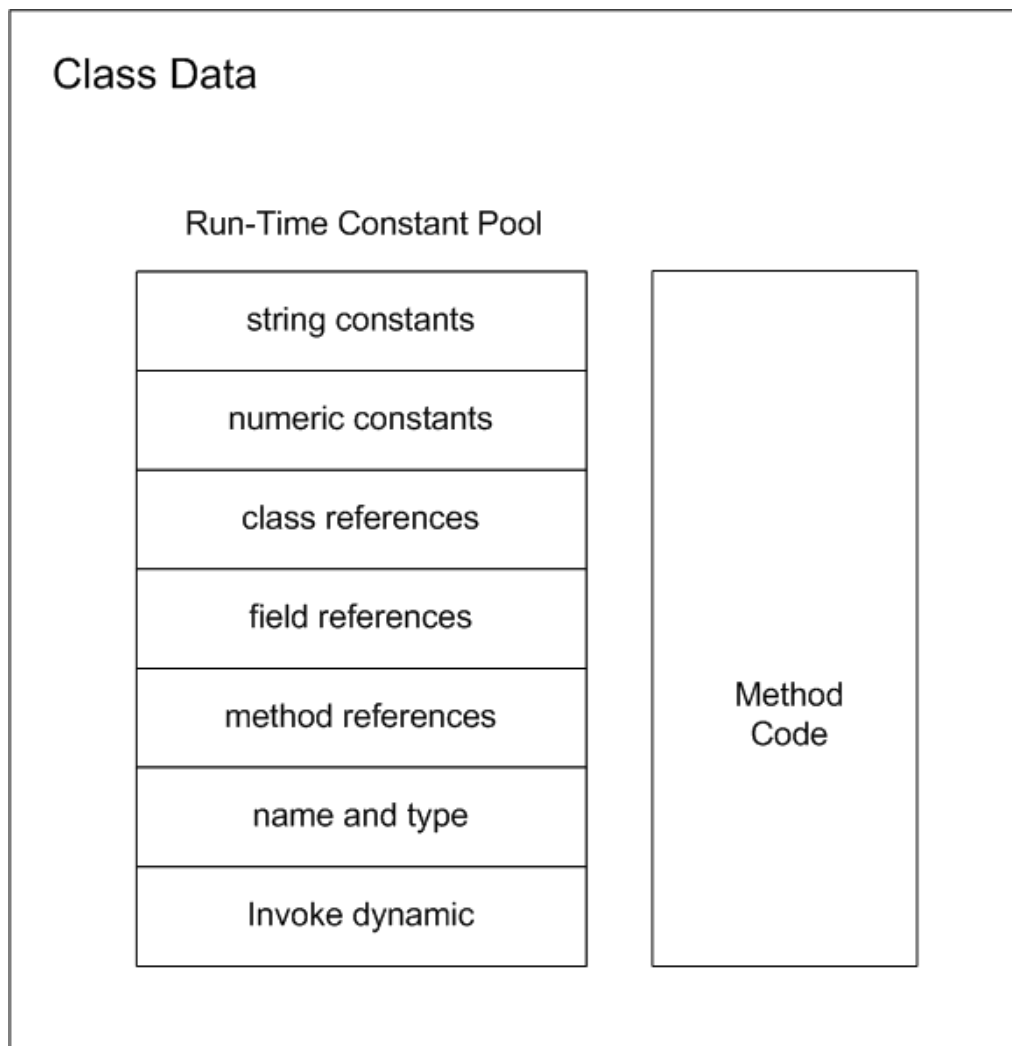 Class Data
Run-Time Constant Pool
string constants
numeric constants
class references
field references
method references
name and type
Invoke dynamic
Method
Code